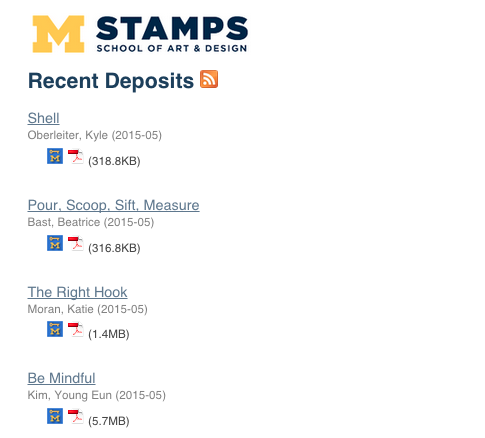 M STAMPS
SCHOOL OF ART & DESIGN
Recent Deposits
Shell
Oberleiter, Kyle (2015-05)
(318.8KB)
Pour, Scoop, Sift, Measure
Bast, Beatrice (2015-05)
(316.8KB)
The Right Hook
Moran, Katie (2015-05)
(1.4MB)
Be Mindful
Kim, Young Eun (2015-05)
(5.7MB)